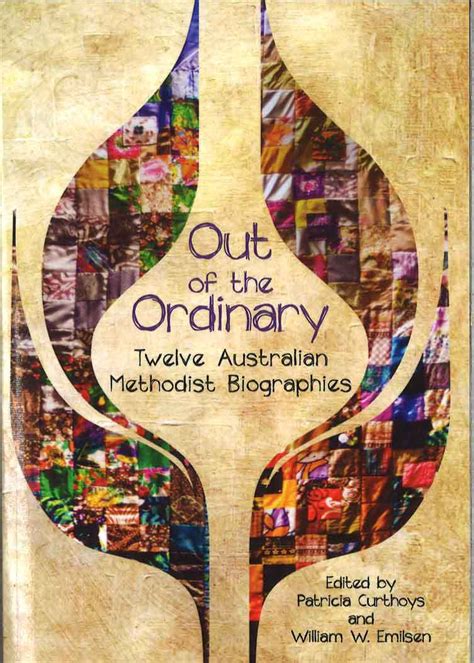 Out
of the
Ordinary
Twelve Australian
Methodist Biographies
Edited by
Patricia Curthoys
and
William W. Emilsen